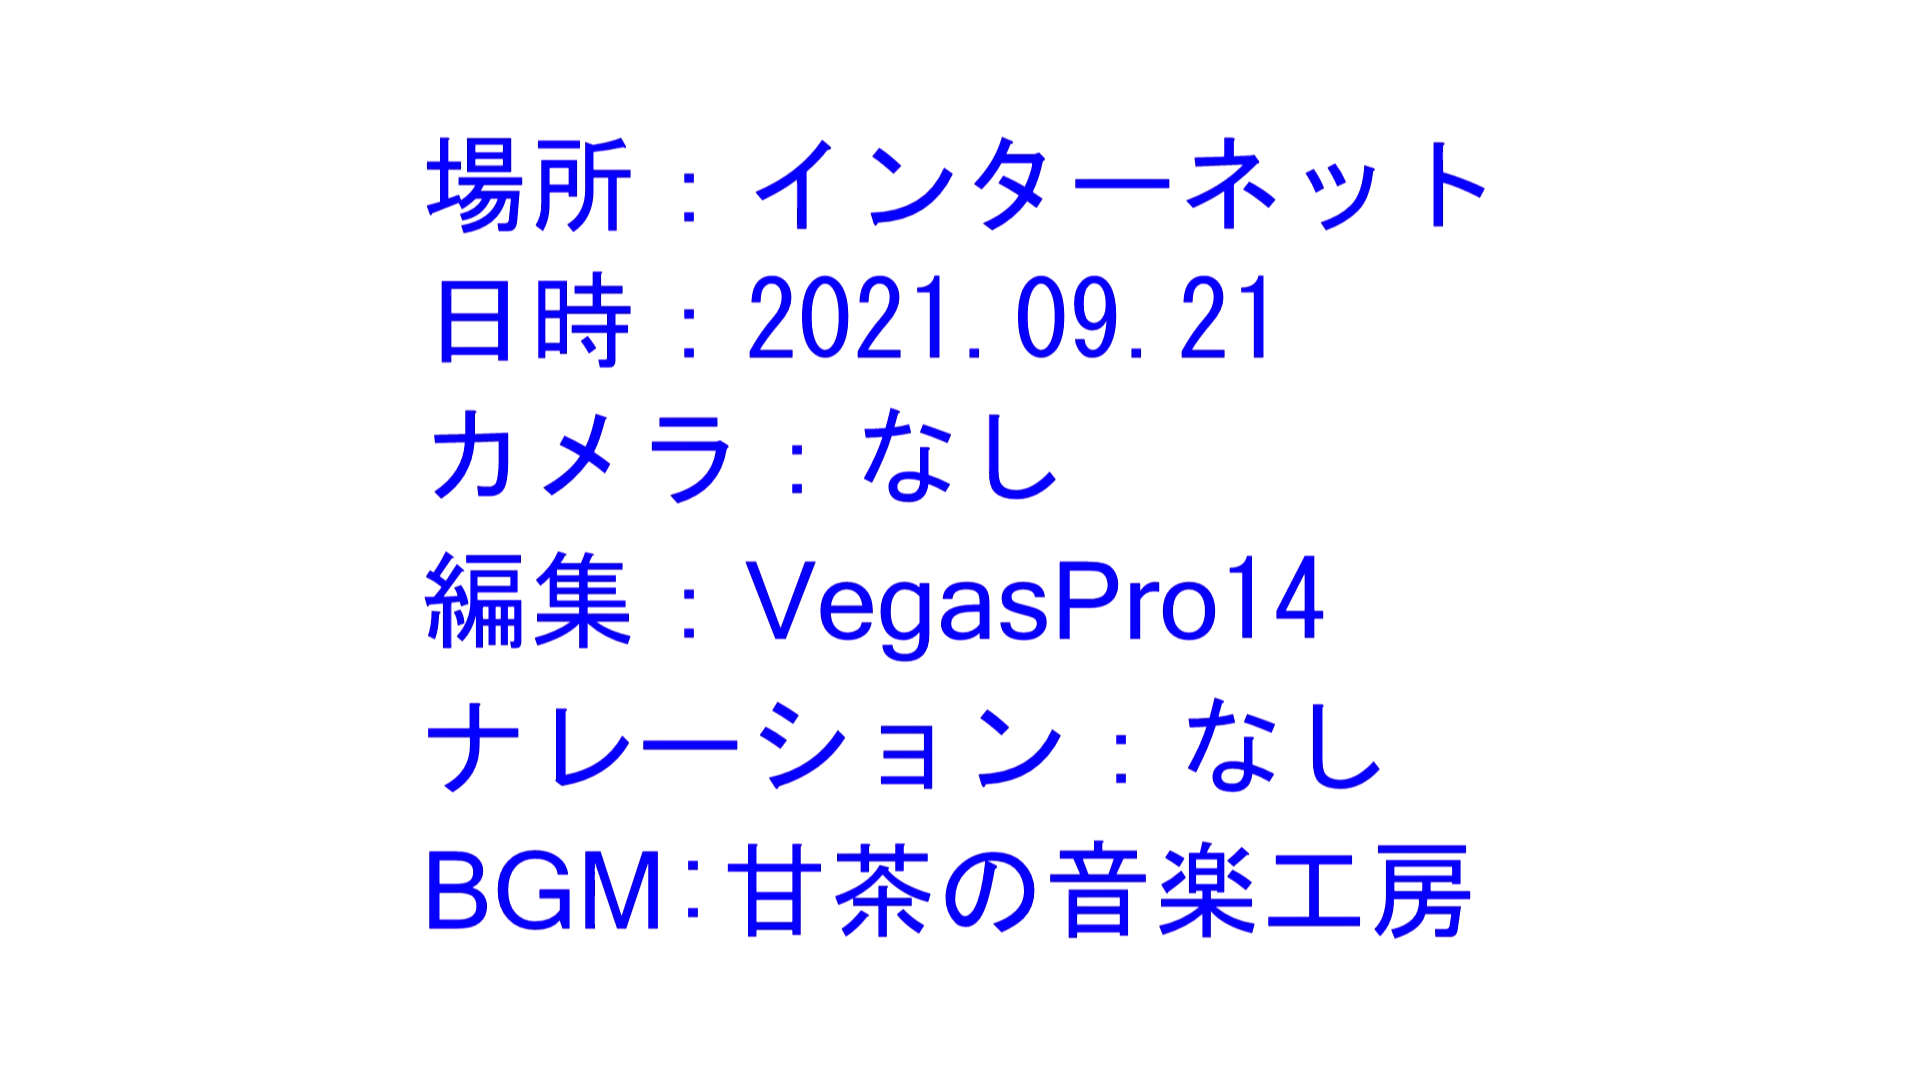 場所：インターネット
日時：2021.09.21
カメラ：なし
編集：VegasPro14
ナレーション：なし
BGM：甘茶の音楽工房